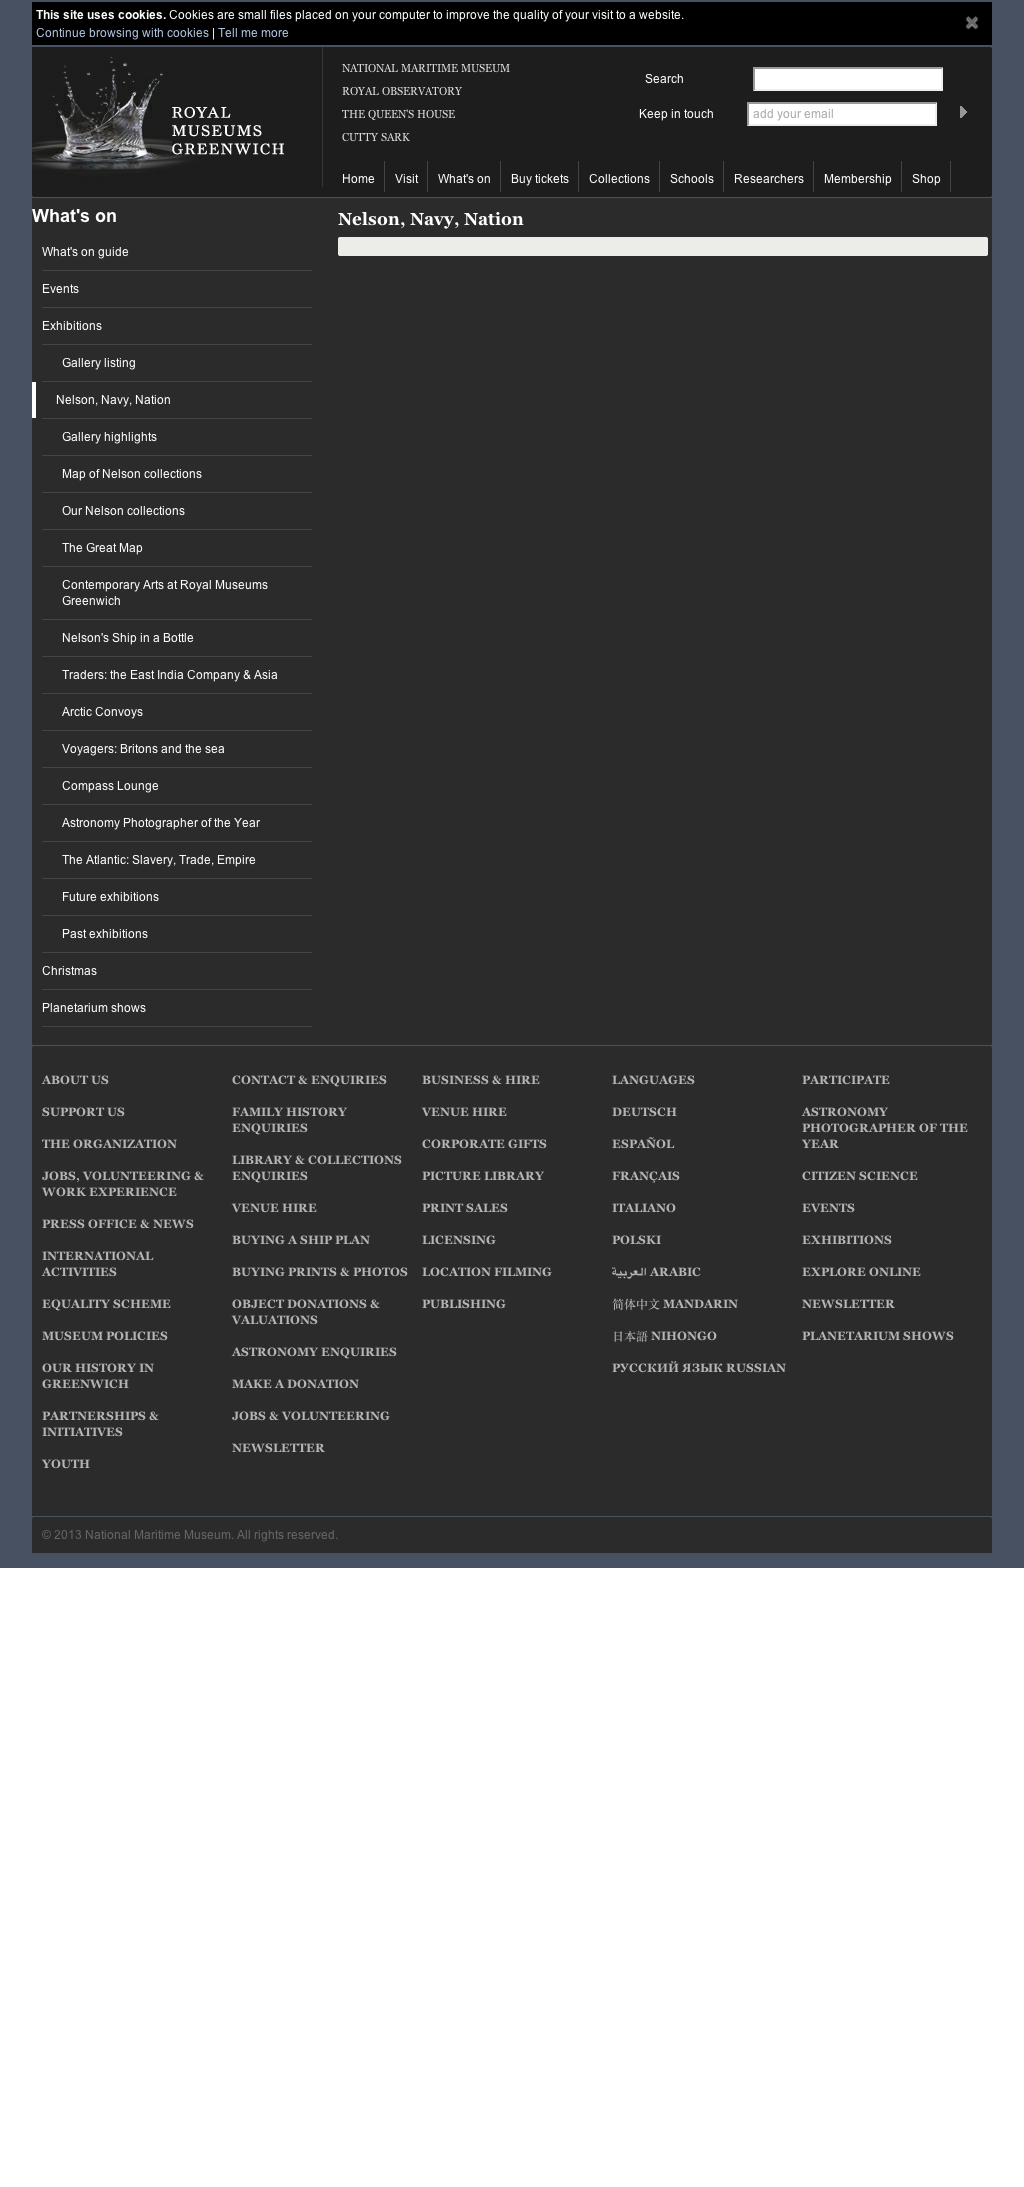 This site uses cookies. Cookies are small files placed on your computer to improve the quality of your visit to a website.
Continue browsing with cookies | Tell me more
ROYAL
MUSEUMS
GREENWICH
NATIONAL MARITIME MUSEUM
ROYAL OBSERVATORY
THE QUEEN'S HOUSE
CUTTY SARK
Search
Keep in touch add your email
Home Visit What's on Buy tickets Collections Schools Researchers Membership Shop
What's on
What's on guide
Events
Exhibitions
Gallery listing
Nelson, Navy, Nation
Gallery highlights
Map of Nelson collections
Our Nelson collections
The Great Map
Contemporary Arts at Royal Museums
Greenwich
Nelson's Ship in a Bottle
Traders: the East India Company & Asia
Arctic Convoys
Voyagers: Britons and the sea
Compass Lounge
Astronomy Photographer of the Year
The Atlantic: Slavery, Trade, Empire
Future exhibitions
Past exhibitions
Christmas
Planetarium shows
Nelson, Navy, Nation
ABOUT US
SUPPORT US
THE ORGANIZATION
JOBS, VOLUNTEERING &
WORK EXPERIENCE
PRESS OFFICE & NEWS
INTERNATIONAL
ACTIVITIES
EQUALITY SCHEME
MUSEUM POLICIES
OUR HISTORY IN
GREENWICH
PARTNERSHIPS &
INITIATIVES
YOUTH
CONTACT & ENQUIRIES
FAMILY HISTORY
ENQUIRIES
LIBRARY & COLLECTIONS
ENQUIRIES
VENUE HIRE
BUYING A SHIP PLAN
BUYING PRINTS & PHOTOS
OBJECT DONATIONS &
VALUATIONS
ASTRONOMY ENQUIRIES
MAKE A DONATION
JOBS & VOLUNTEERING
NEWSLETTER
BUSINESS & HIRE
VENUE HIRE
CORPORATE GIFTS
PICTURE LIBRARY
PRINT SALES
LICENSING
LOCATION FILMING
PUBLISHING
LANGUAGES
DEUTSCH
ESPAÑOL
FRANÇAIS
ITALIANO
POLSKI
العربية ARABIC
简体中文 MANDARIN
日本語 NIHONGO
РУССКИЙ ЯЗЫК RUSSIAN
PARTICIPATE
ASTRONOMY
PHOTOGRAPHER OF THE
YEAR
CITIZEN SCIENCE
EVENTS
EXHIBITIONS
EXPLORE ONLINE
NEWSLETTER
PLANETARIUM SHOWS
© 2013 National Maritime Museum. All rights reserved.